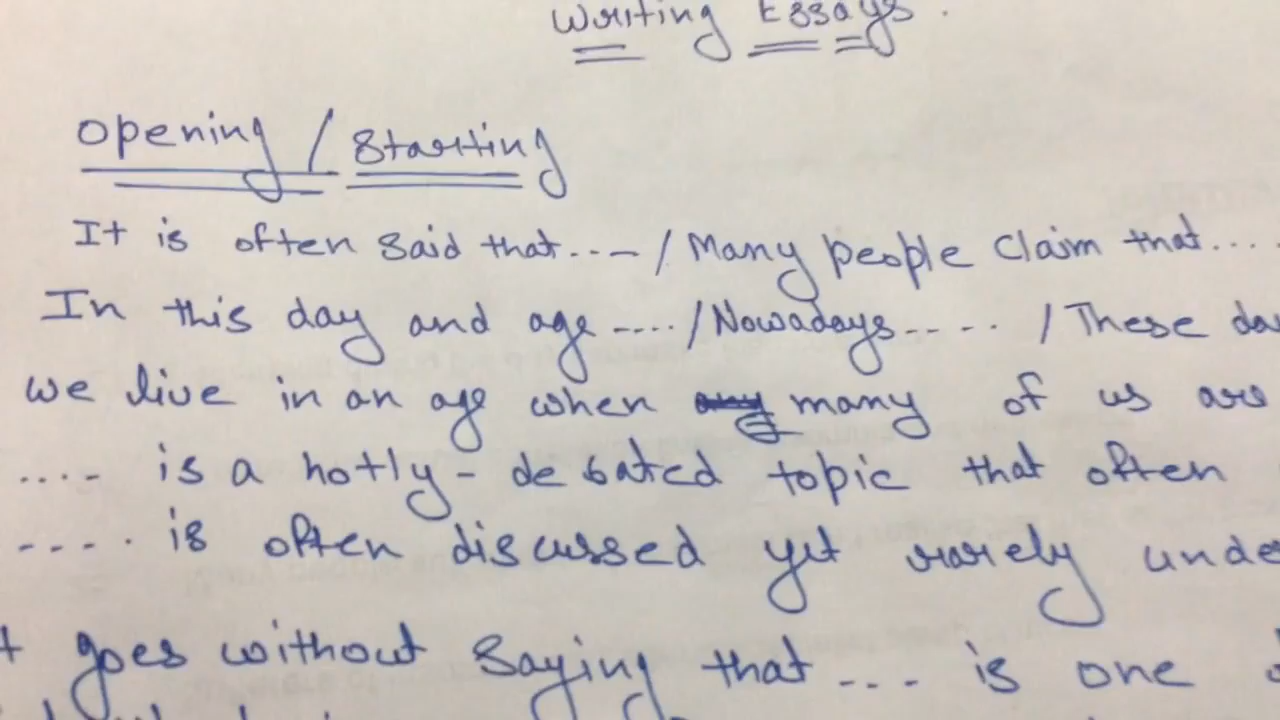 Writing Essays.
Opening / Starting
It is often said that...- / Many people claim that....
In this day and age ---.. / Nowadays----.. / These
we live in an age when many of us are
....- is a hotly-debated topic that often
----. is often discussed yet rarely
goes without saying that --- - is one